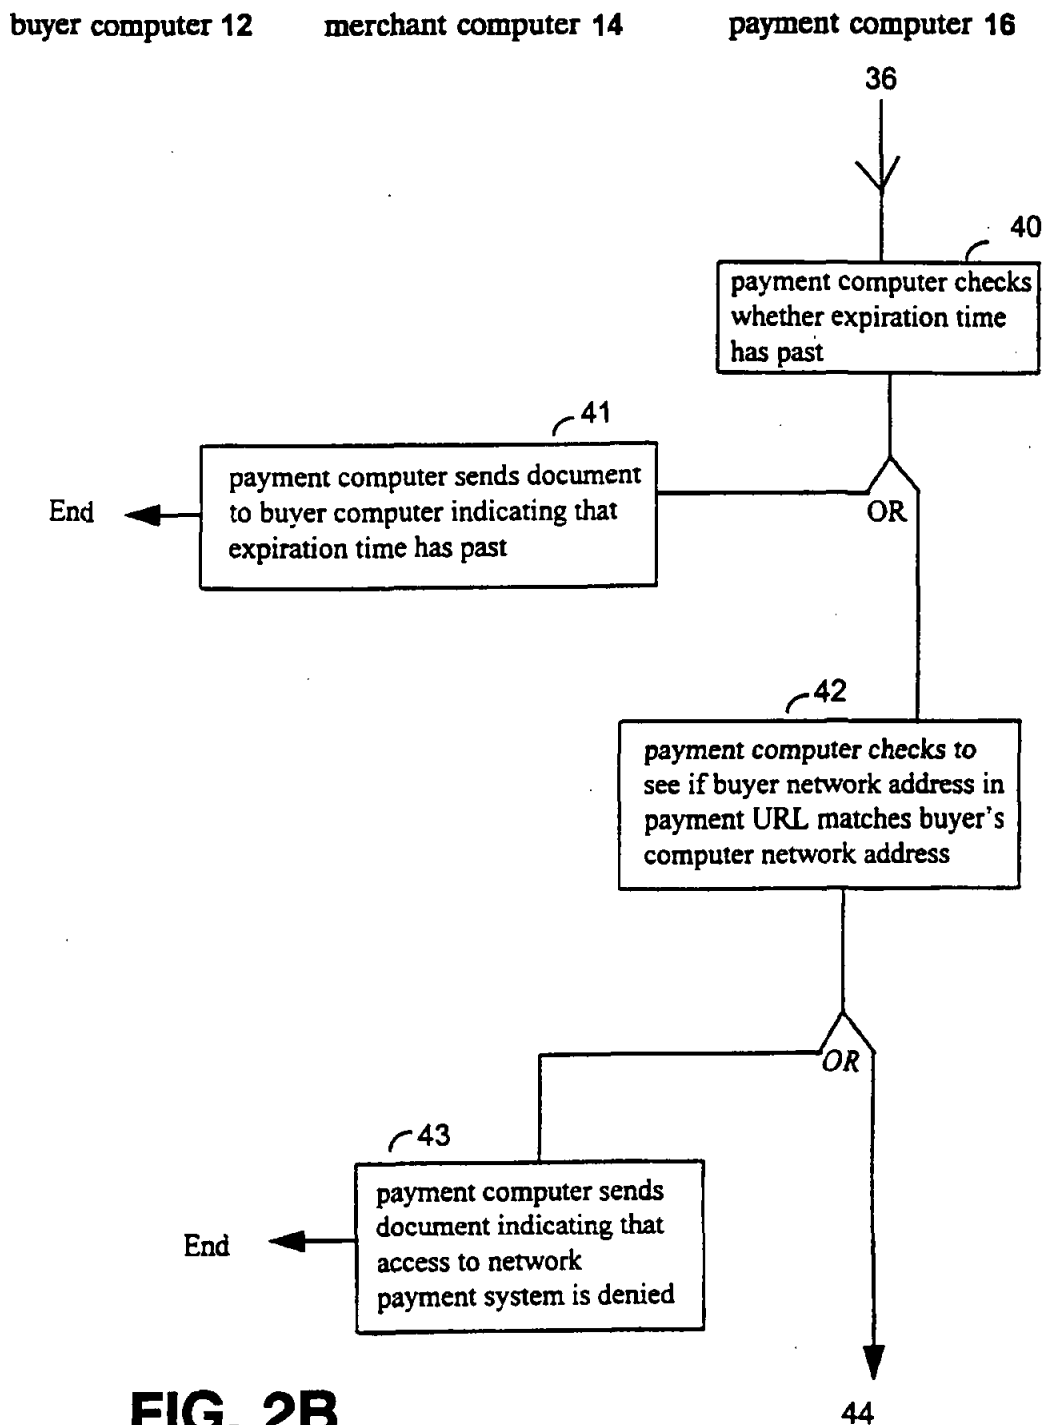 buyer computer 12 merchant computer 14 payment computer 16
36
40
payment computer checks
whether expiration time
has past
41
payment computer sends document
to buyer computer indicating that
expiration time has past
End
OR
42
payment computer checks to
see if buyer network address in
payment URL matches buyer's
computer network address
OR
43
payment computer sends
document indicating that
access to network
payment system is denied
End
44
FIG. 2B